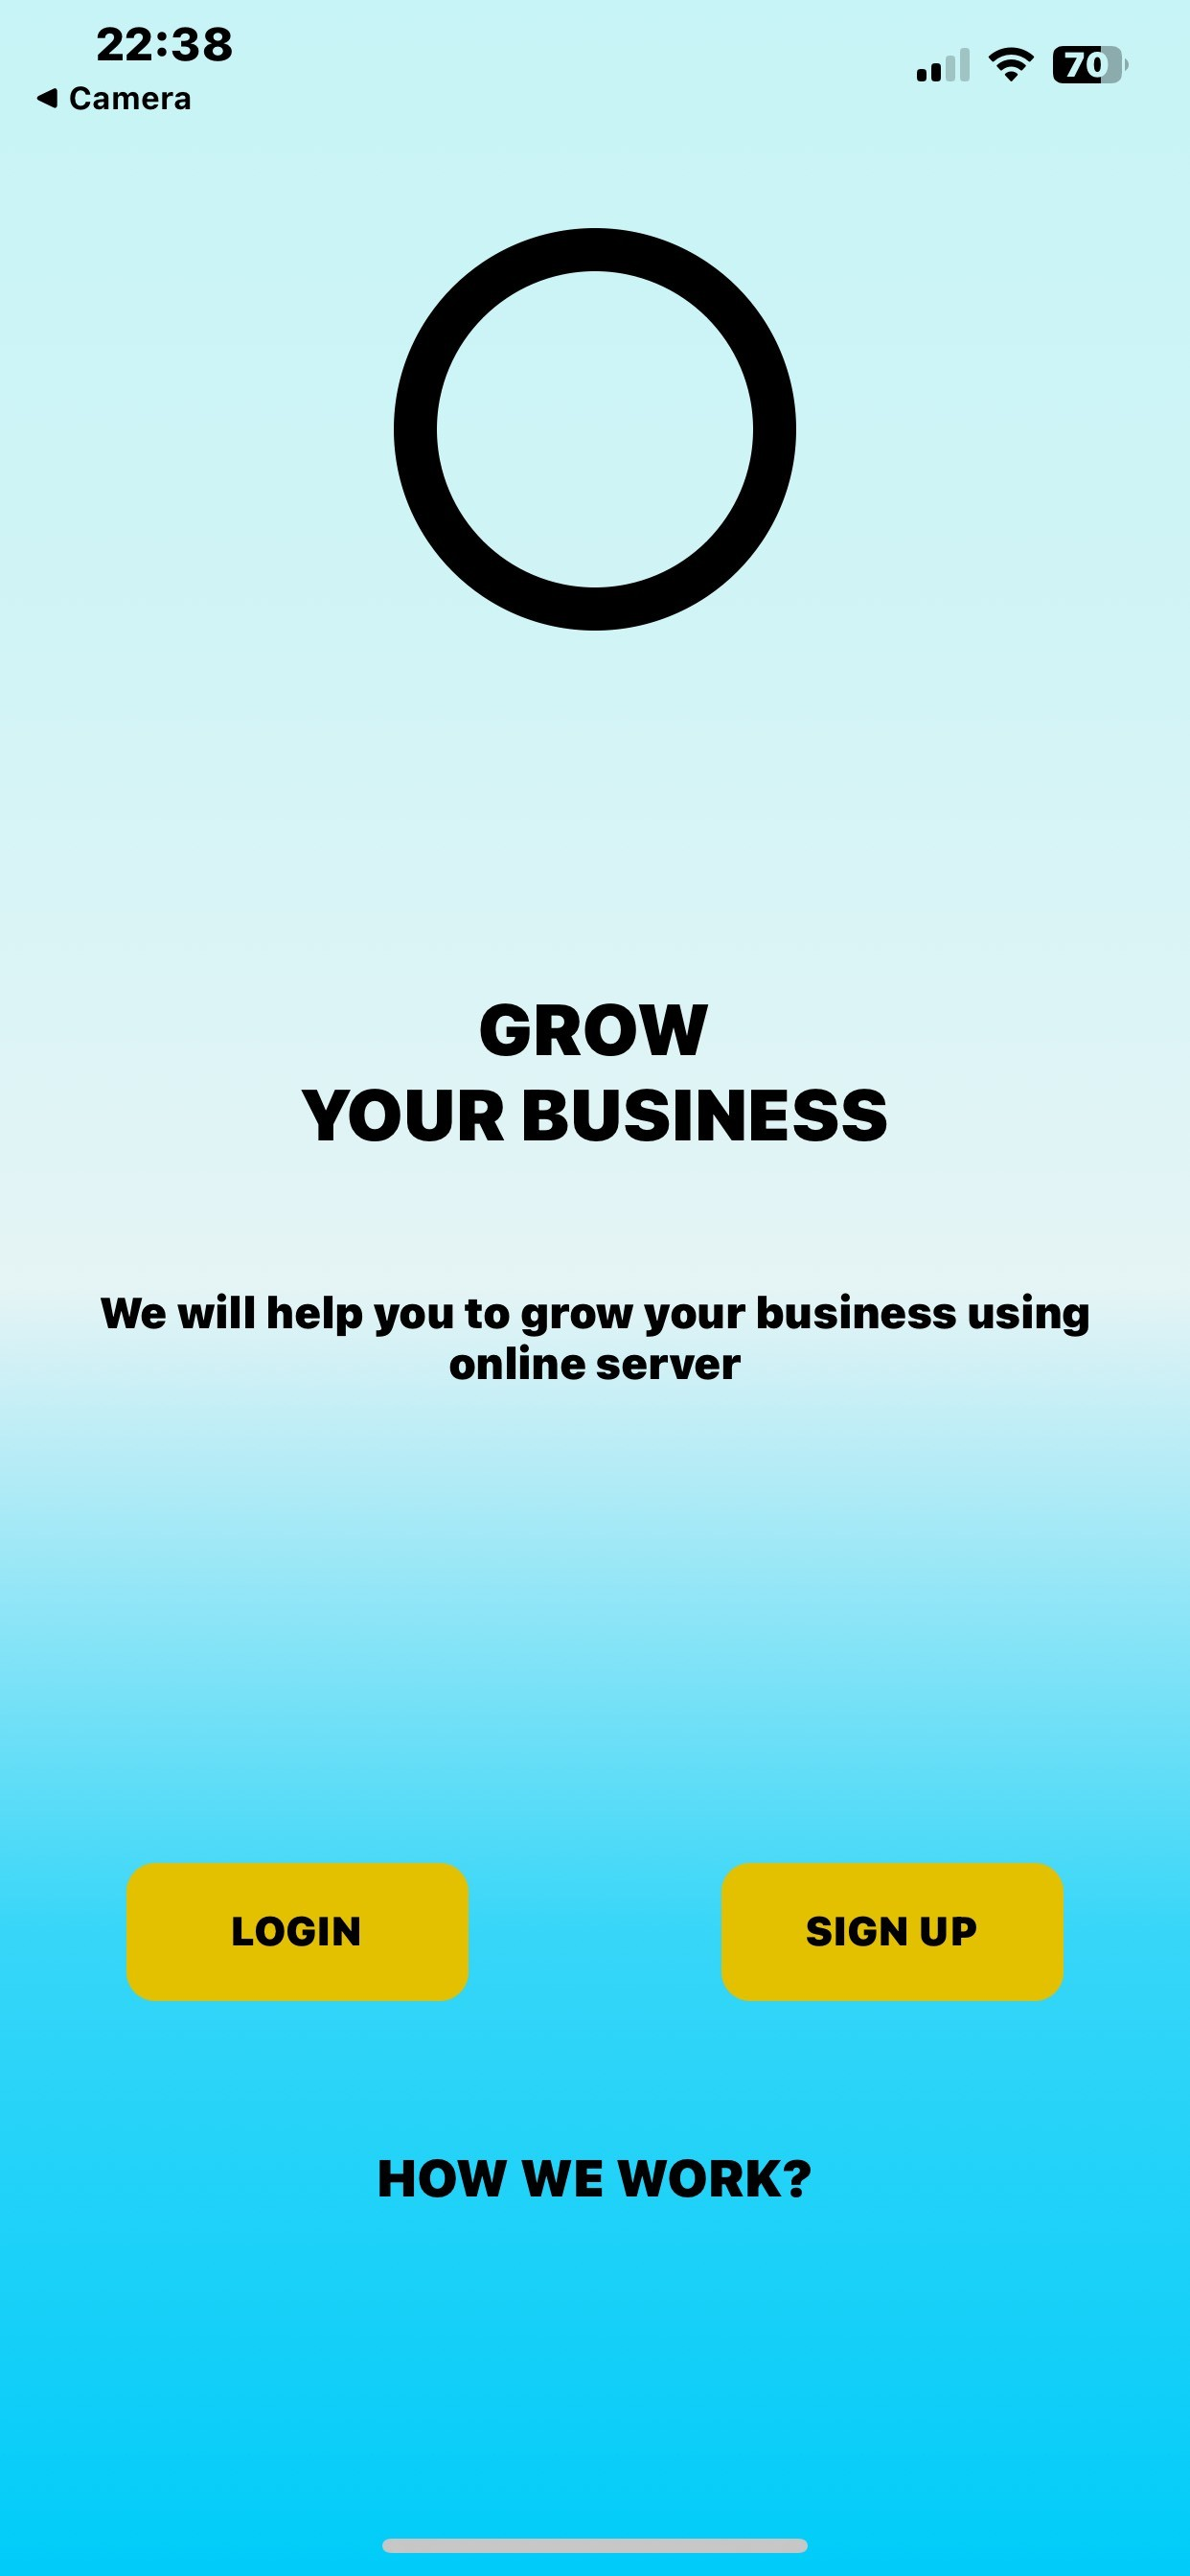 22:38
70
Camera
GROW
YOUR BUSINESS
We will help you to grow your business using
online server
LOGIN
SIGN UP
HOW WE WORK?